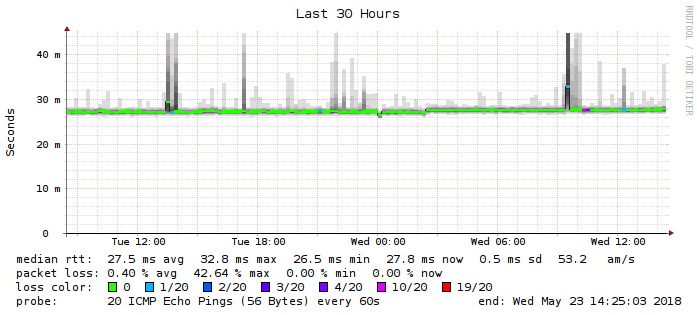 Last 30 Hours
RRDTOOL / TOBI OETIKER
Seconds
40 m
30 m
20 m
10 m
0
Tue 12:00 Tue 18:00 Wed 00:00 Wed 06:00 Wed 12:00
median rtt: 27.5 ms avg 32.8 ms max 26.5 ms min 27.8 ms now 0.5 ms sd 53.2 am/s
packet loss: 0.40 % avg 42.64 % max 0.00 % min 0.00 % now
loss color: 0 1/20 2/20 3/20 4/20 10/20 19/20
probe: 20 ICMP Echo Pings (56 Bytes) every 60s end: Wed May 23 14:25:03 2018